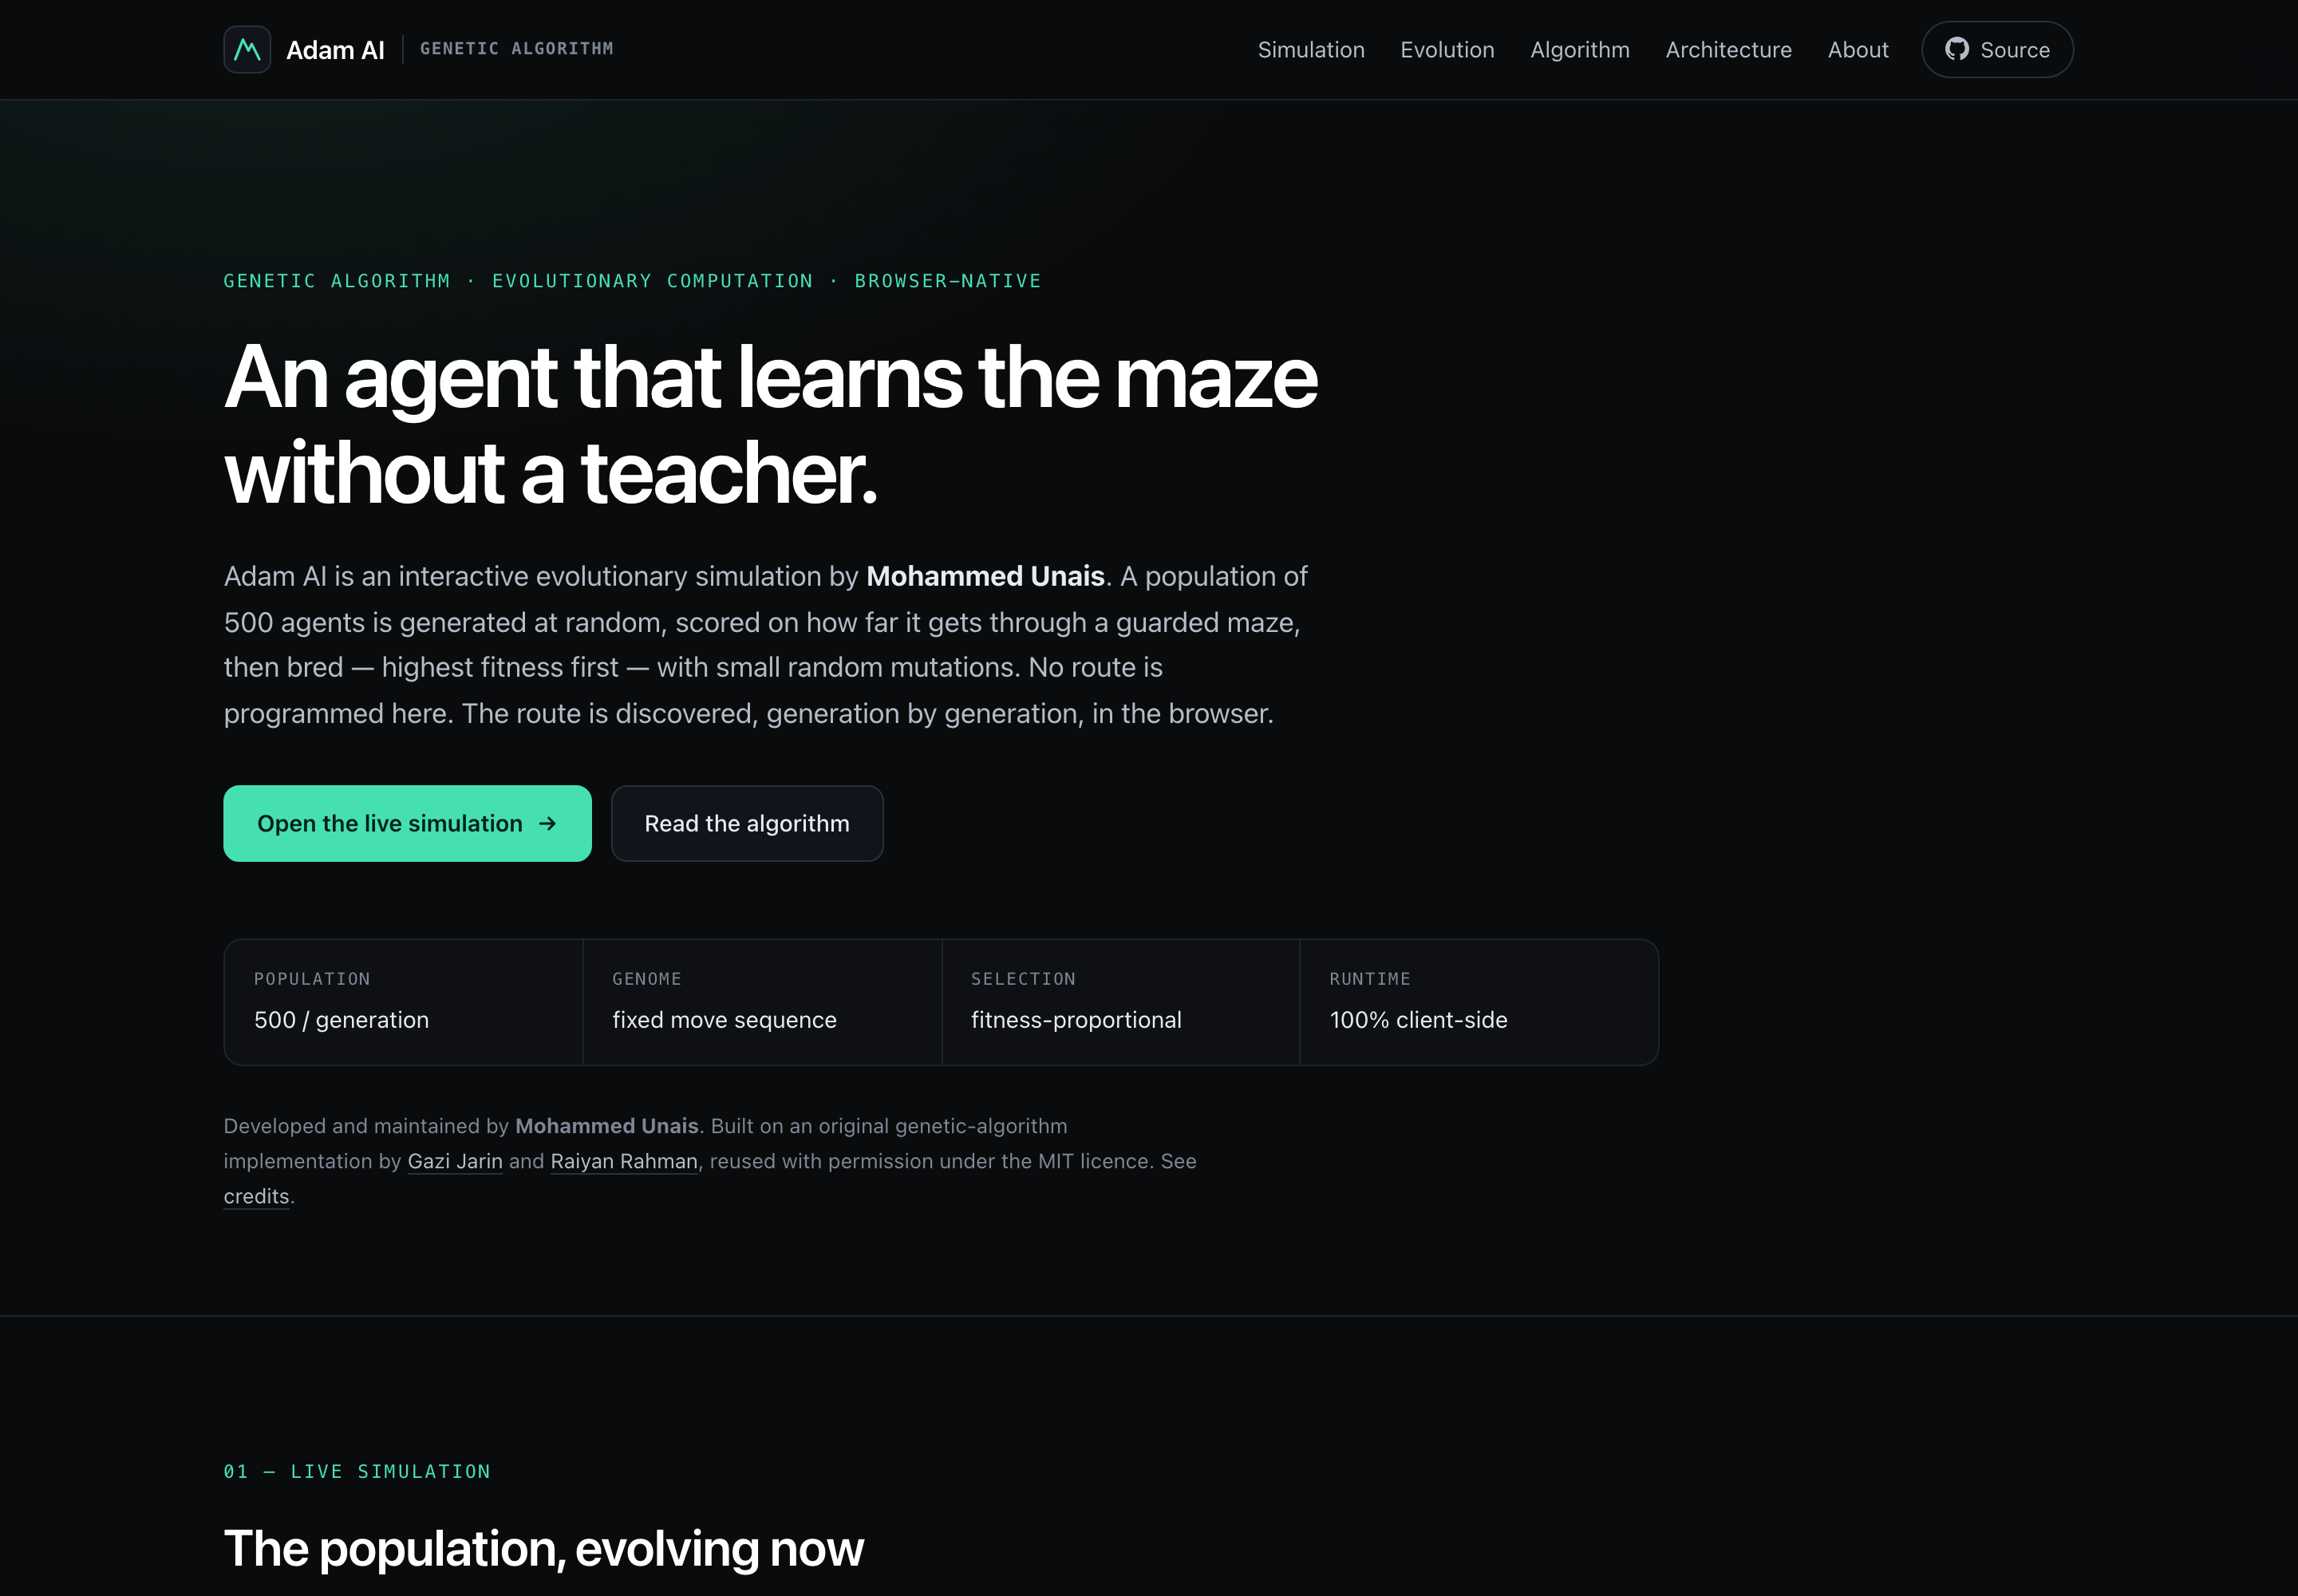 Adam AI
GENETIC ALGORITHM
Simulation
Evolution
Algorithm
Architecture
About
Source
GENETIC ALGORITHM · EVOLUTIONARY COMPUTATION · BROWSER-NATIVE
An agent that learns the maze
without a teacher.
Adam AI is an interactive evolutionary simulation by Mohammed Unais. A population of
500 agents is generated at random, scored on how far it gets through a guarded maze,
then bred — highest fitness first — with small random mutations. No route is
programmed here. The route is discovered, generation by generation, in the browser.
Open the live simulation →
Read the algorithm
POPULATION
500 / generation
GENOME
fixed move sequence
SELECTION
fitness-proportional
RUNTIME
100% client-side
Developed and maintained by Mohammed Unais. Built on an original genetic-algorithm
implementation by Gazi Jarin and Raiyan Rahman, reused with permission under the MIT licence. See
credits.
01 — LIVE SIMULATION
The population, evolving now